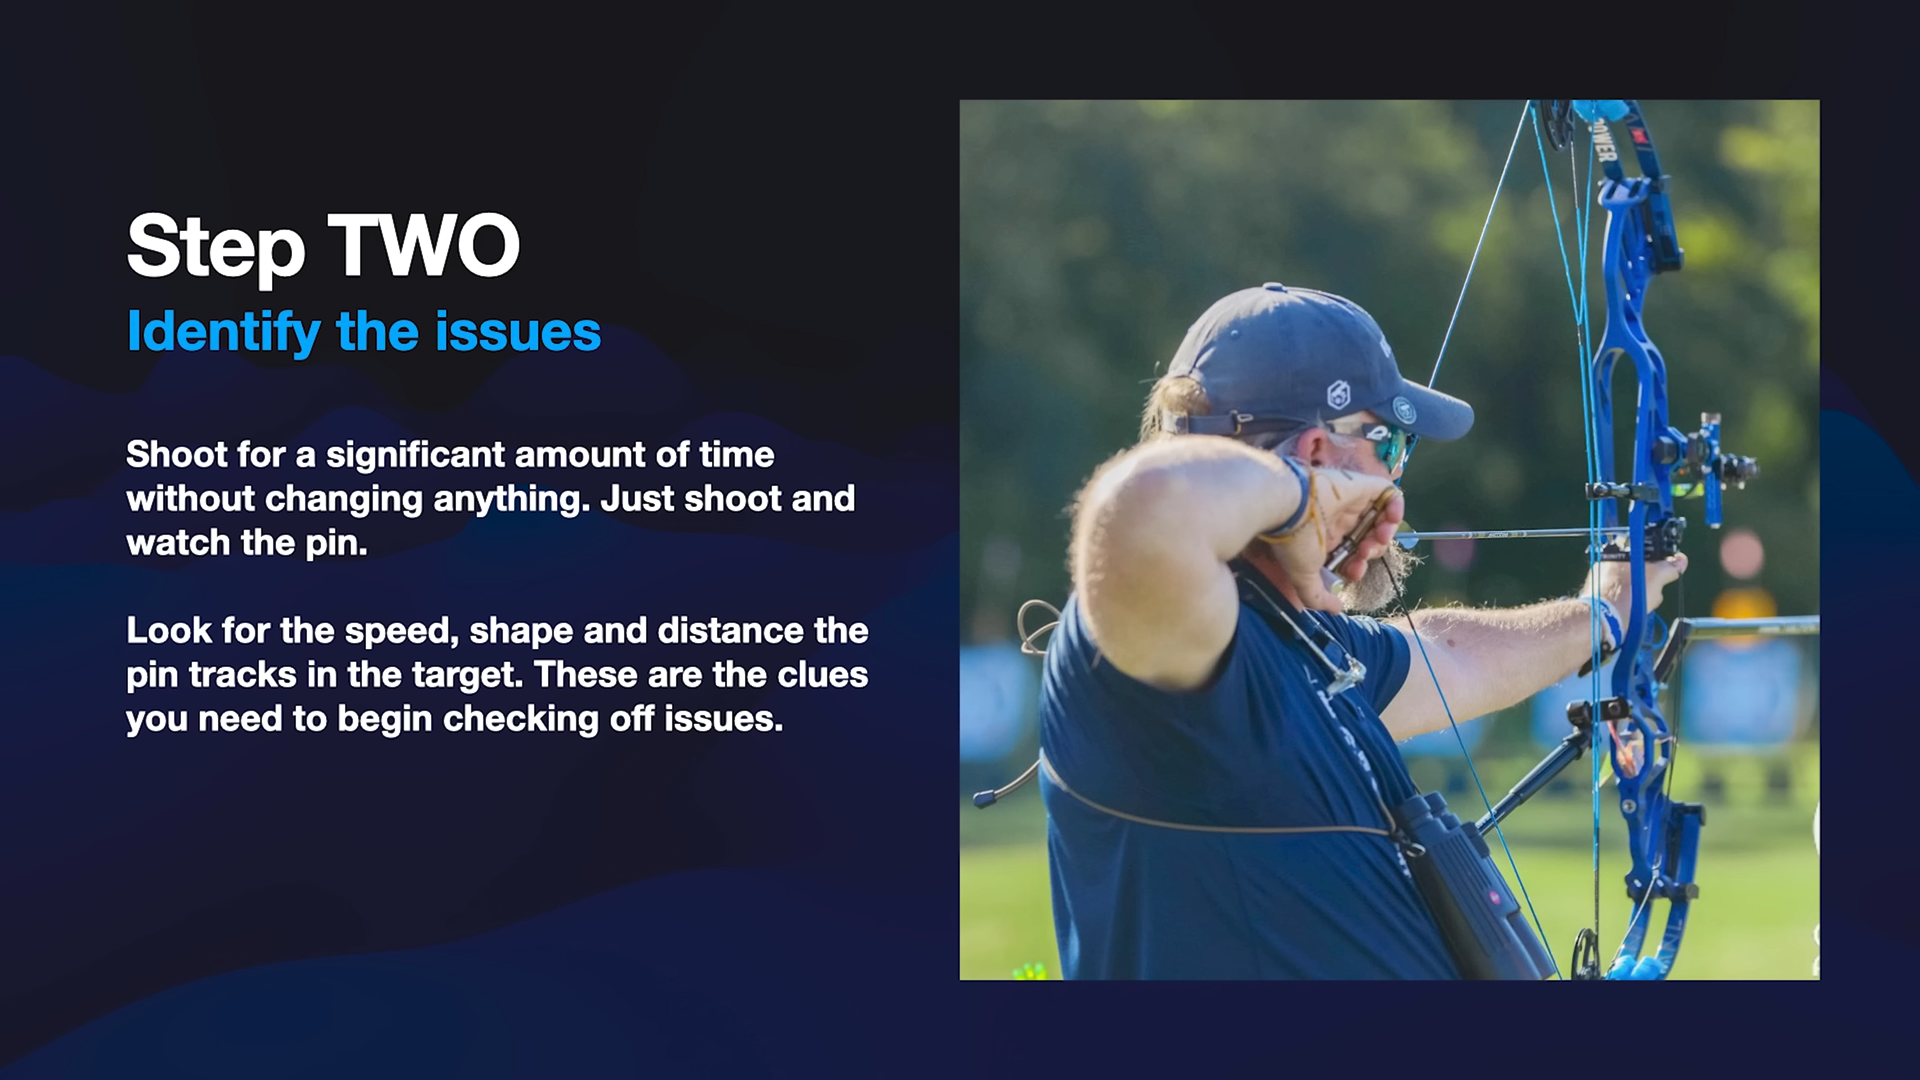 Step TWO
Identify the issues
Shoot for a significant amount of time
without changing anything. Just shoot and
watch the pin.
Look for the speed, shape and distance the
pin tracks in the target. These are the clues
you need to begin checking off issues.